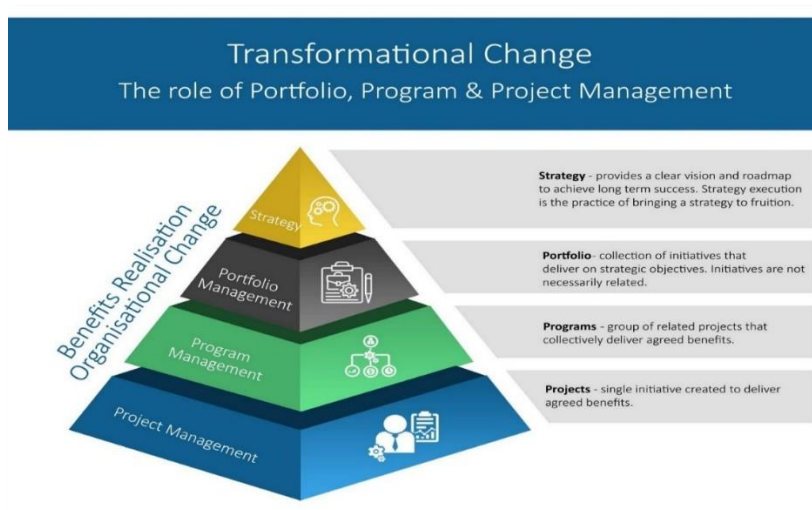 Transformational Change
The role of Portfolio, Program & Project Management
Benefits Realisation
Organisational Change
Strategy
Portfolio
Management
Program
Management
Project Management
Strategy - provides a clear vision and roadmap
to achieve long term success. Strategy execution
is the practice of bringing a strategy to fruition.
Portfolio- collection of initiatives that
deliver on strategic objectives. Initiatives are not
necessarily related.
Programs - group of related projects that
collectively deliver agreed benefits.
Projects - single initiative created to deliver
agreed benefits.